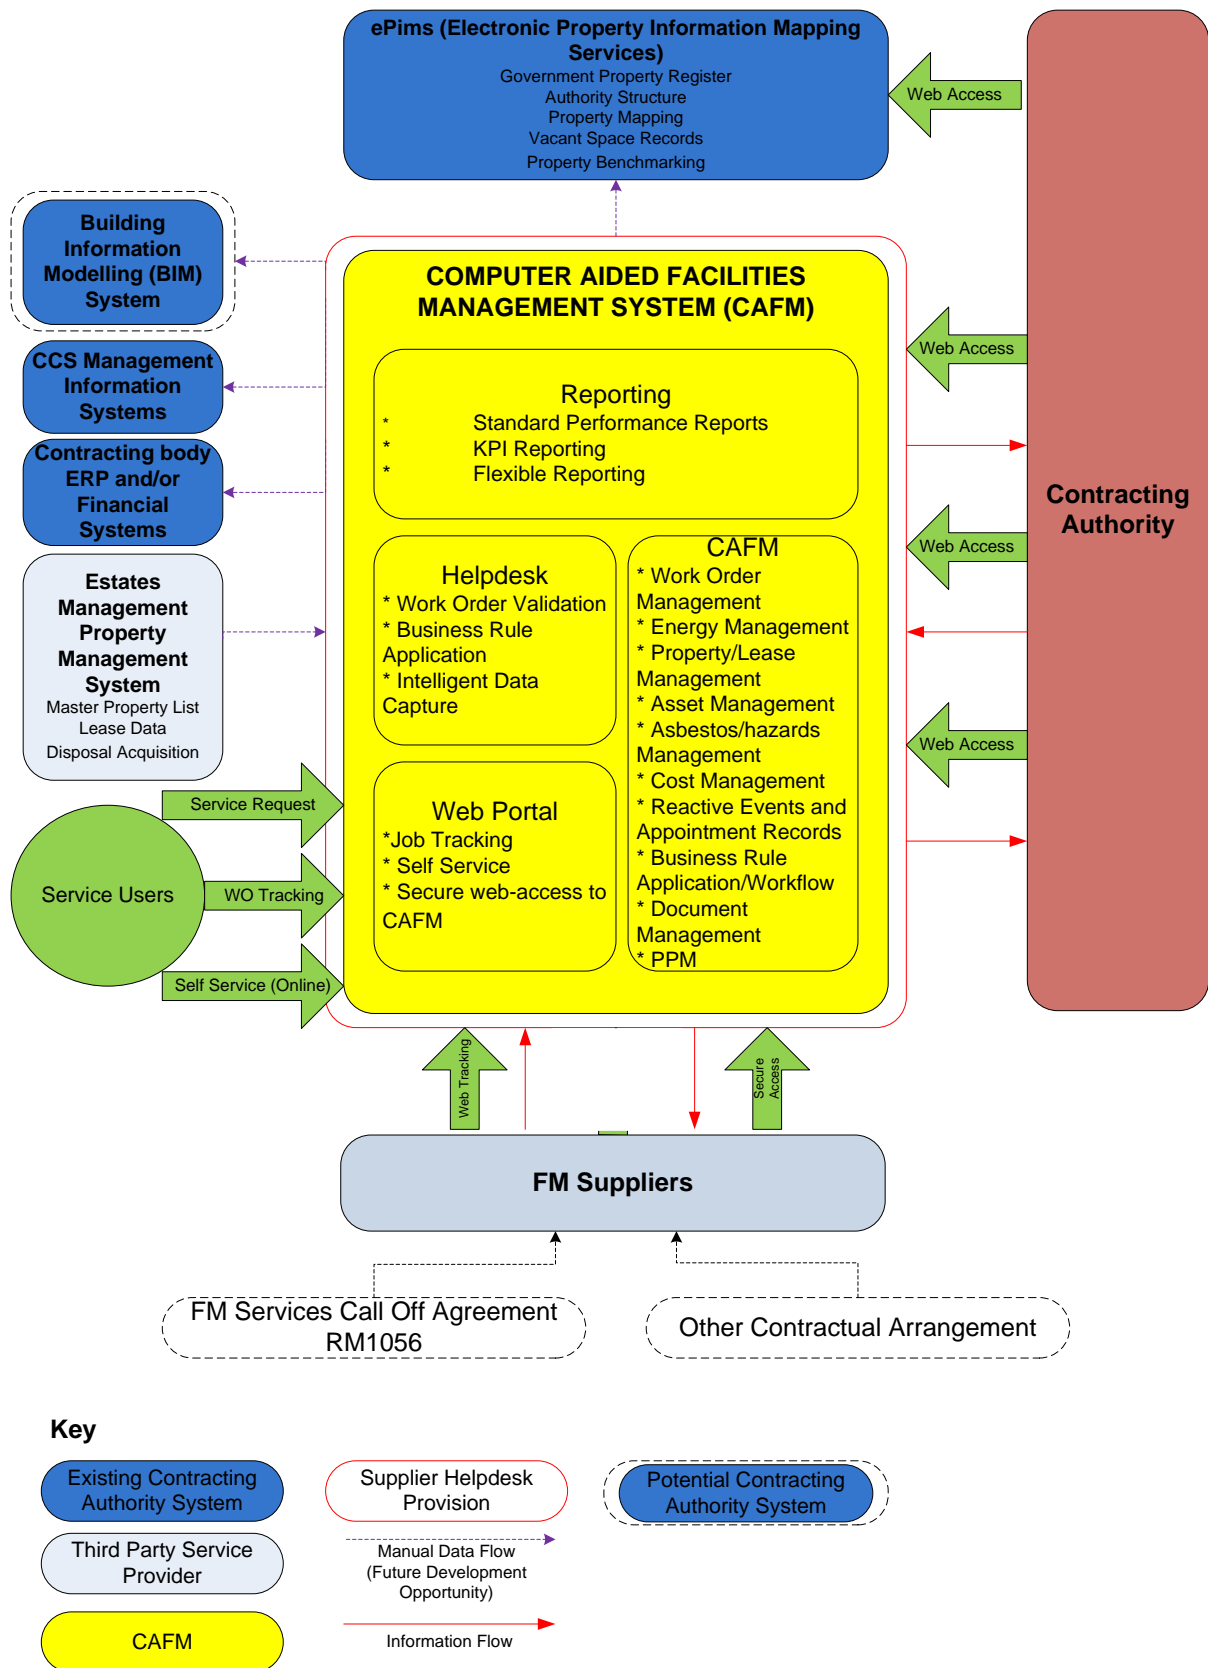 ePims (Electronic Property Information Mapping
Services)
Government Property Register
Authority Structure
Property Mapping
Vacant Space Records
Property Benchmarking
Web Access
Building
Information
Modelling (BIM)
System
CCS Management
Information
Systems
Contracting body
ERP and/or
Financial
Systems
Estates
Management
Property
Management
System
Master Property List
Lease Data
Disposal Acquisition
COMPUTER AIDED FACILITIES
MANAGEMENT SYSTEM (CAFM)
Reporting
* Standard Performance Reports
* KPI Reporting
* Flexible Reporting
Helpdesk
* Work Order Validation
* Business Rule
Application
* Intelligent Data
Capture
CAFM
* Work Order
Management
* Energy Management
* Property/Lease
Management
* Asset Management
* Asbestos/hazards
Management
* Cost Management
* Reactive Events and
Appointment Records
* Business Rule
Application/Workflow
* Document
Management
* PPM
Web Portal
*Job Tracking
* Self Service
* Secure web-access to
CAFM
Web Access
Web Access
Web Access
Contracting
Authority
Service Users
Service Request
WO Tracking
Self Service (Online)
Web Tracking
Secure
Access
FM Suppliers
FM Services Call Off Agreement
RM1056
Other Contractual Arrangement
Key
Existing Contracting
Authority System
Supplier Helpdesk
Provision
Potential Contracting
Authority System
Third Party Service
Provider
Manual Data Flow
(Future Development
Opportunity)
CAFM
Information Flow